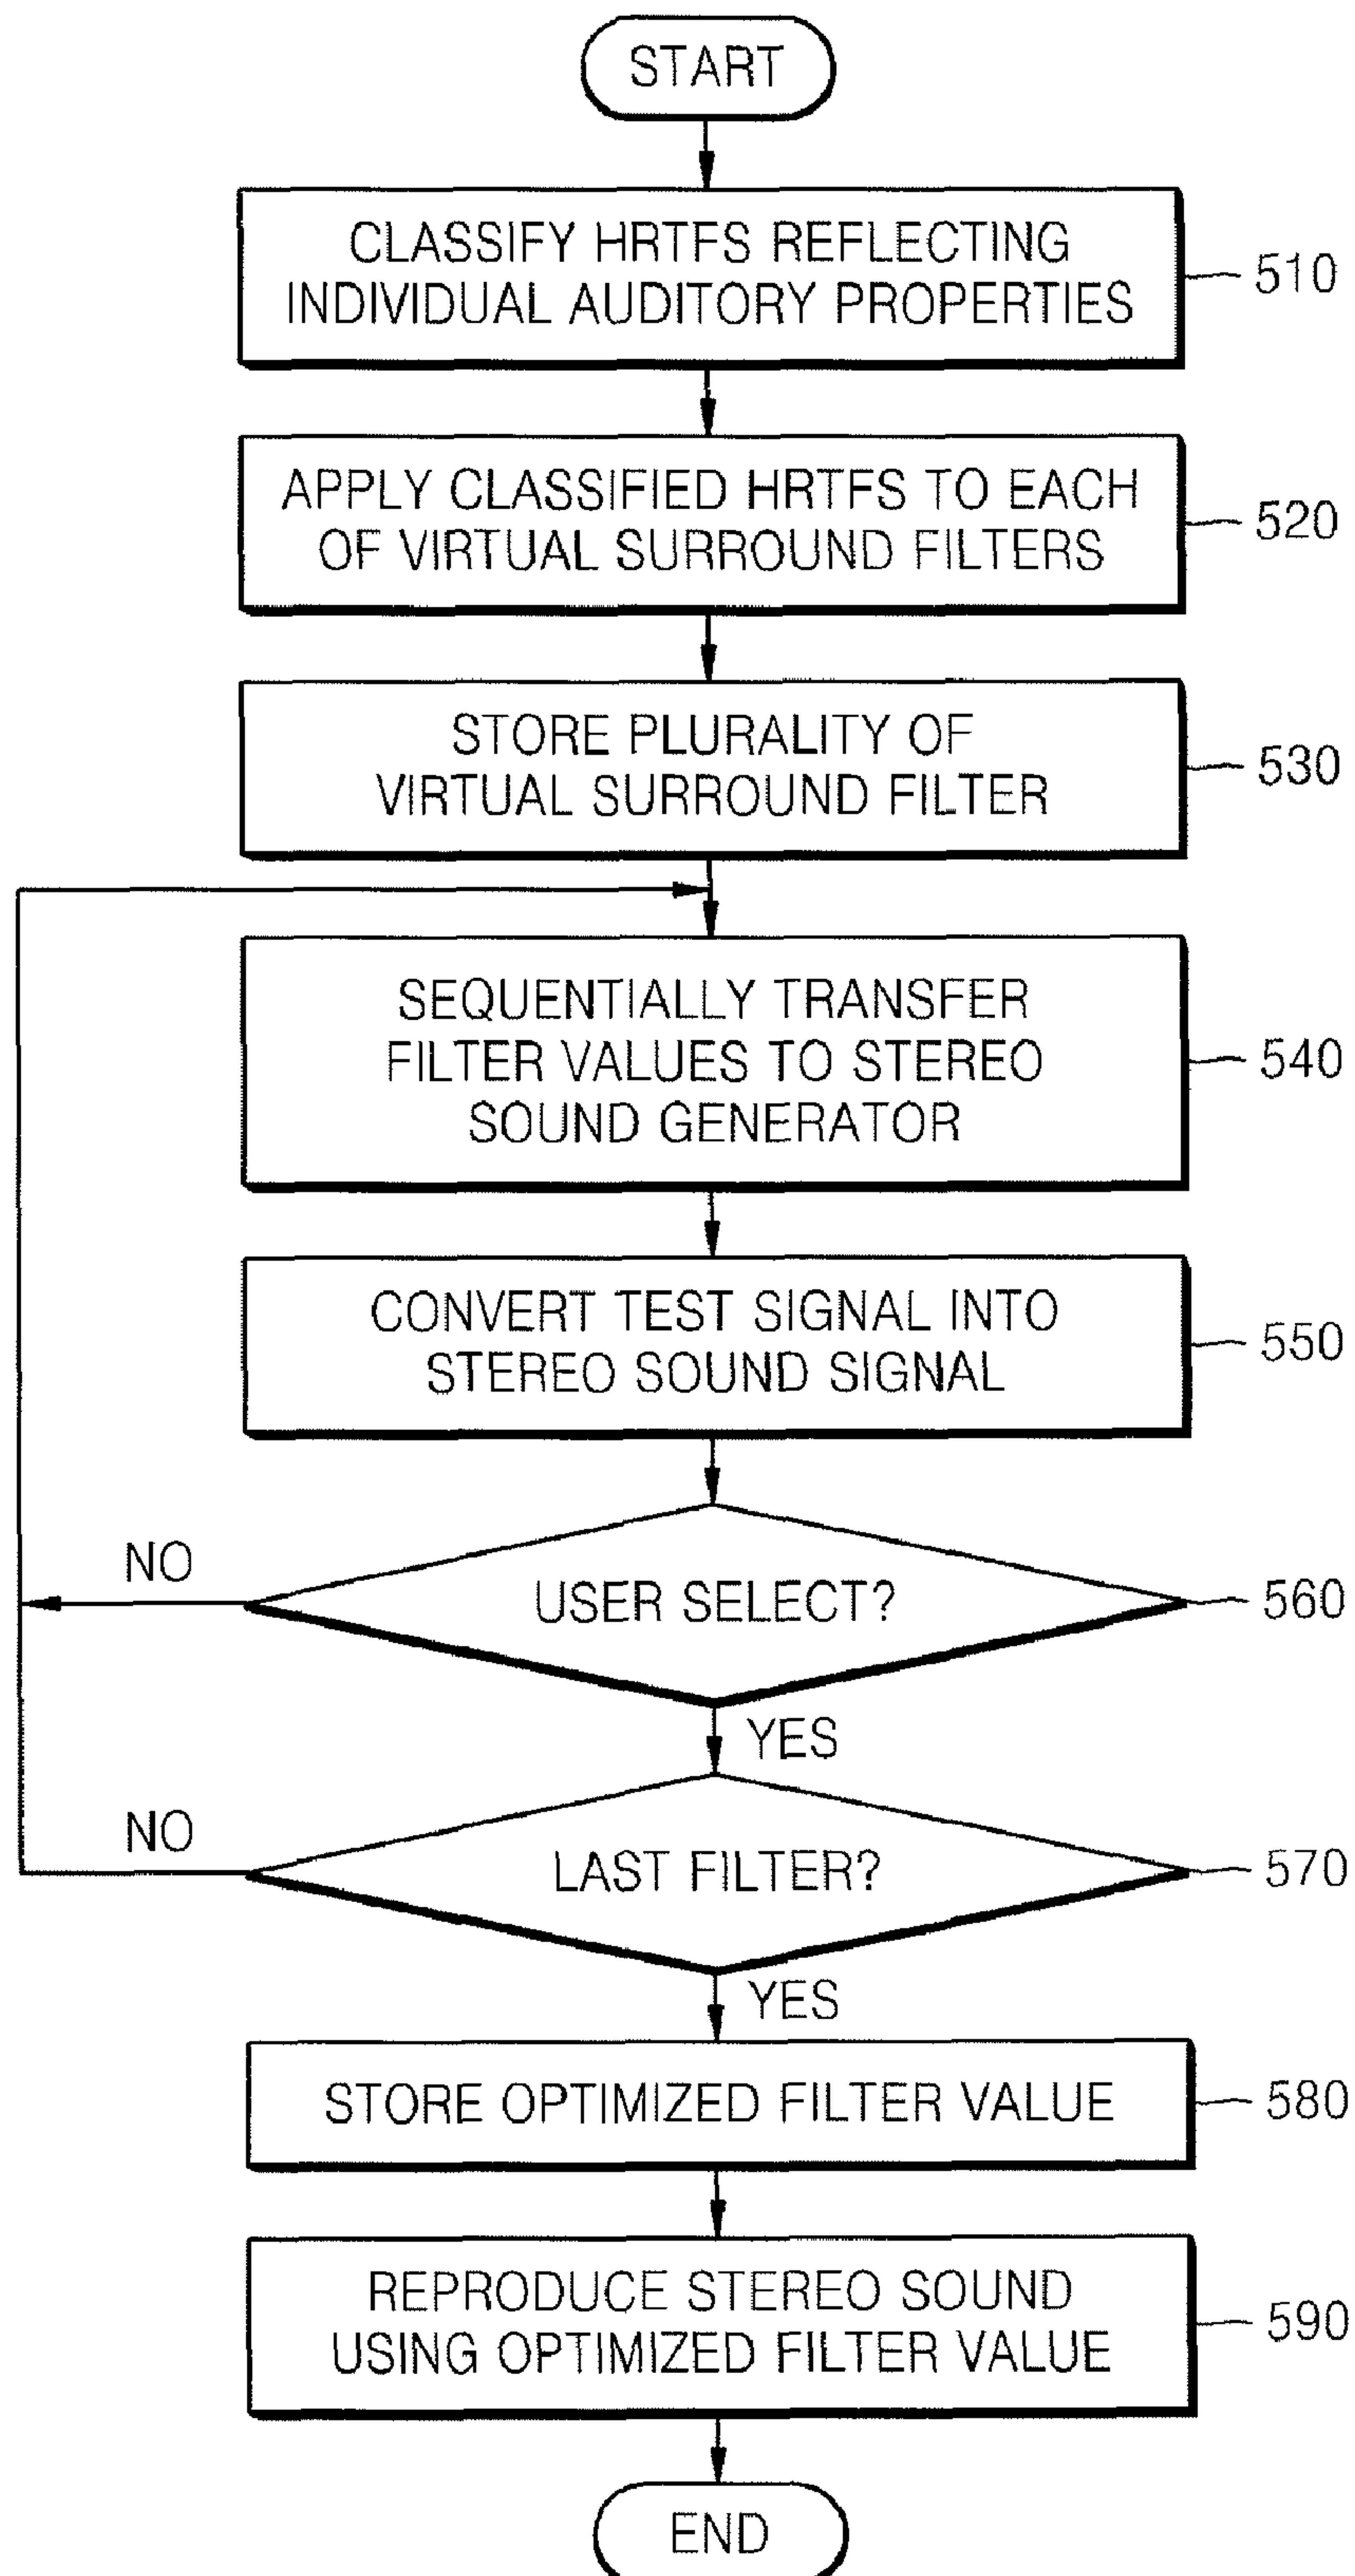 START
CLASSIFY HRTFS REFLECTING
INDIVIDUAL AUDITORY PROPERTIES
510
APPLY CLASSIFIED HRTFS TO EACH
OF VIRTUAL SURROUND FILTERS
520
STORE PLURALITY OF
VIRTUAL SURROUND FILTER
530
SEQUENTIALLY TRANSFER
FILTER VALUES TO STEREO
SOUND GENERATOR
540
CONVERT TEST SIGNAL INTO
STEREO SOUND SIGNAL
550
NO
USER SELECT?
560
YES
NO
LAST FILTER?
570
YES
STORE OPTIMIZED FILTER VALUE
580
REPRODUCE STEREO SOUND
USING OPTIMIZED FILTER VALUE
590
END